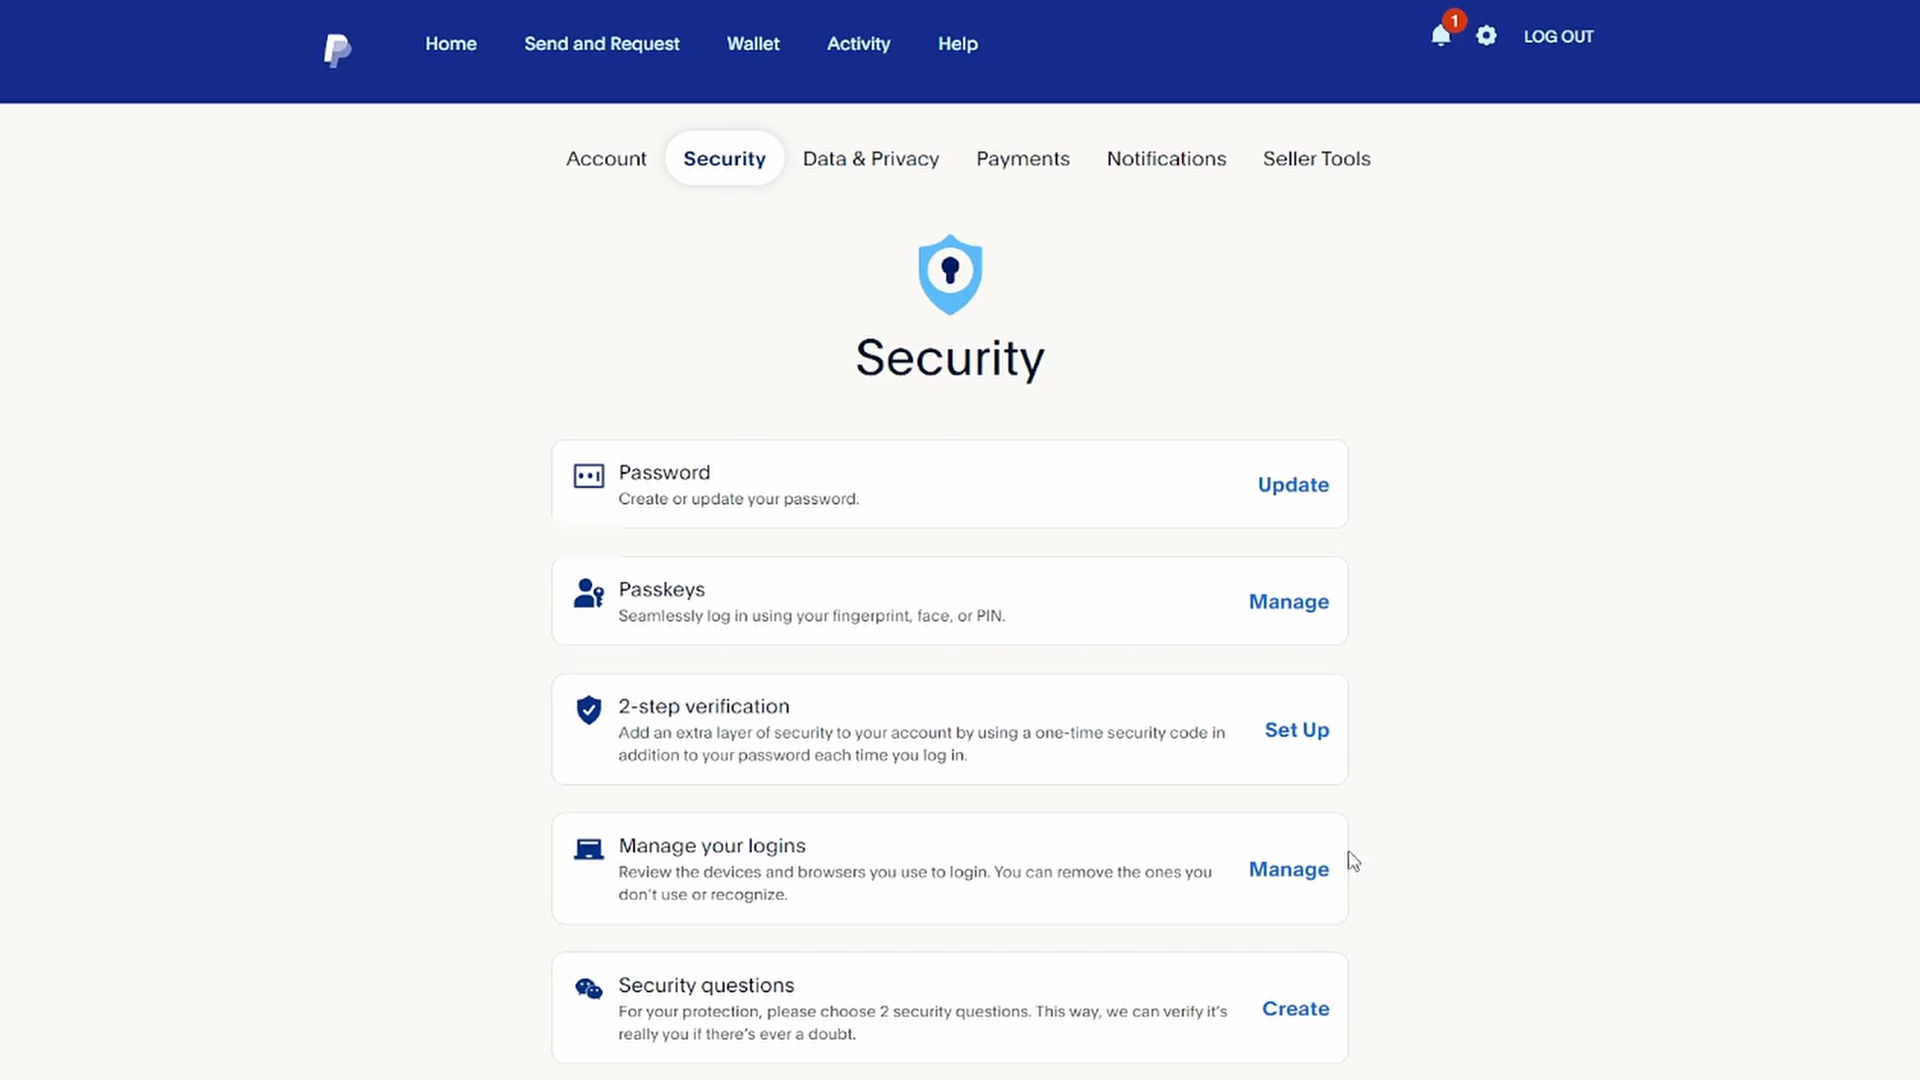 Home Send and Request Wallet Activity Help 1 LOG OUT
Account Security Data & Privacy Payments Notifications Seller Tools
Security
Password
Create or update your password.
Update
Passkeys
Seamlessly log in using your fingerprint, face, or PIN.
Manage
2-step verification
Add an extra layer of security to your account by using a one-time security code in
addition to your password each time you log in.
Set Up
Manage your logins
Review the devices and browsers you use to login. You can remove the ones you
don't use or recognize.
Manage
Security questions
For your protection, please choose 2 security questions. This way, we can verify it's
really you if there's ever a doubt.
Create